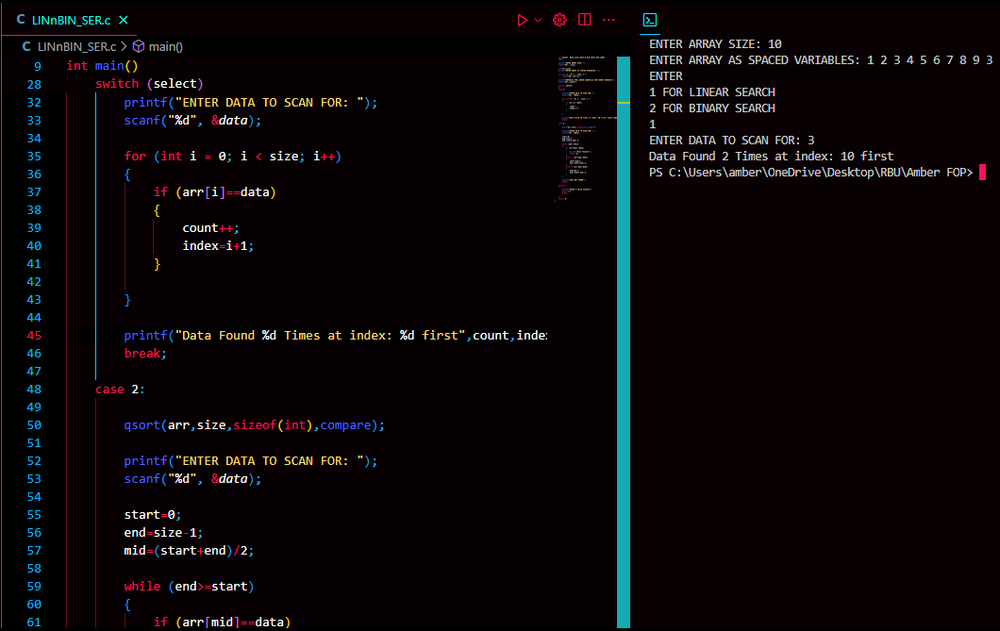 LINnBIN_SER.c
LINnBIN_SER.c > main()
9 int main()
28 switch (select)
32 printf("ENTER DATA TO SCAN FOR: ");
33 scanf("%d", &data);
34
35 for (int i = 0; i < size; i++)
36 {
37 if (arr[i]==data)
38 {
39 count++;
40 index=i+1;
41 }
42
43 }
44
45 printf("Data Found %d Times at index: %d first",count,inde
46 break;
47
48 case 2:
49
50 qsort(arr,size,sizeof(int),compare);
51
52 printf("ENTER DATA TO SCAN FOR: ");
53 scanf("%d", &data);
54
55 start=0;
56 end=size-1;
57 mid=(start+end)/2;
58
59 while (end>=start)
60 {
61 if (arr[mid]==data)
ENTER ARRAY SIZE: 10
ENTER ARRAY AS SPACED VARIABLES: 1 2 3 4 5 6 7 8 9 3
ENTER
1 FOR LINEAR SEARCH
2 FOR BINARY SEARCH
1
ENTER DATA TO SCAN FOR: 3
Data Found 2 Times at index: 10 first
PS C:\Users\amber\OneDrive\Desktop\RBU\Amber FOP>